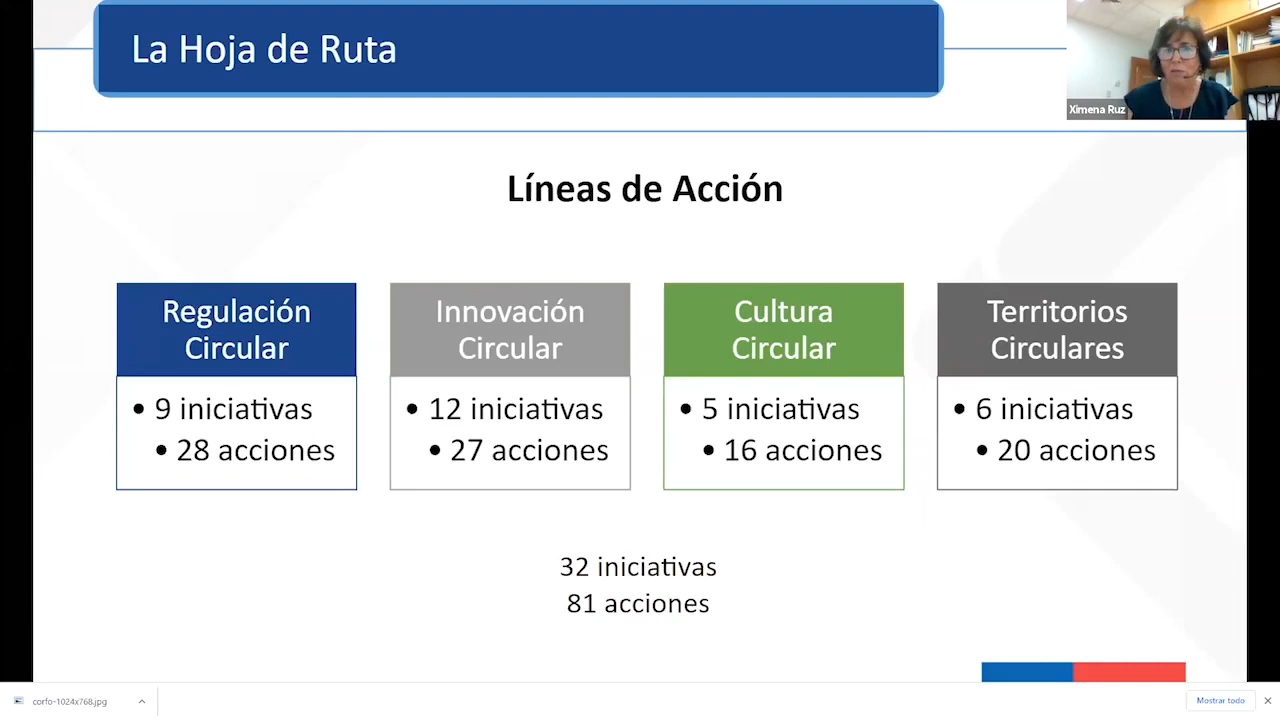 La Hoja de Ruta
Ximena Ruz
Líneas de Acción
Regulación
Circular
• 9 iniciativas
• 28 acciones
Innovación
Circular
• 12 iniciativas
• 27 acciones
Cultura
Circular
• 5 iniciativas
• 16 acciones
Territorios
Circulares
• 6 iniciativas
• 20 acciones
32 iniciativas
81 acciones
corfo-1024x768.jpg
Mostrar todo